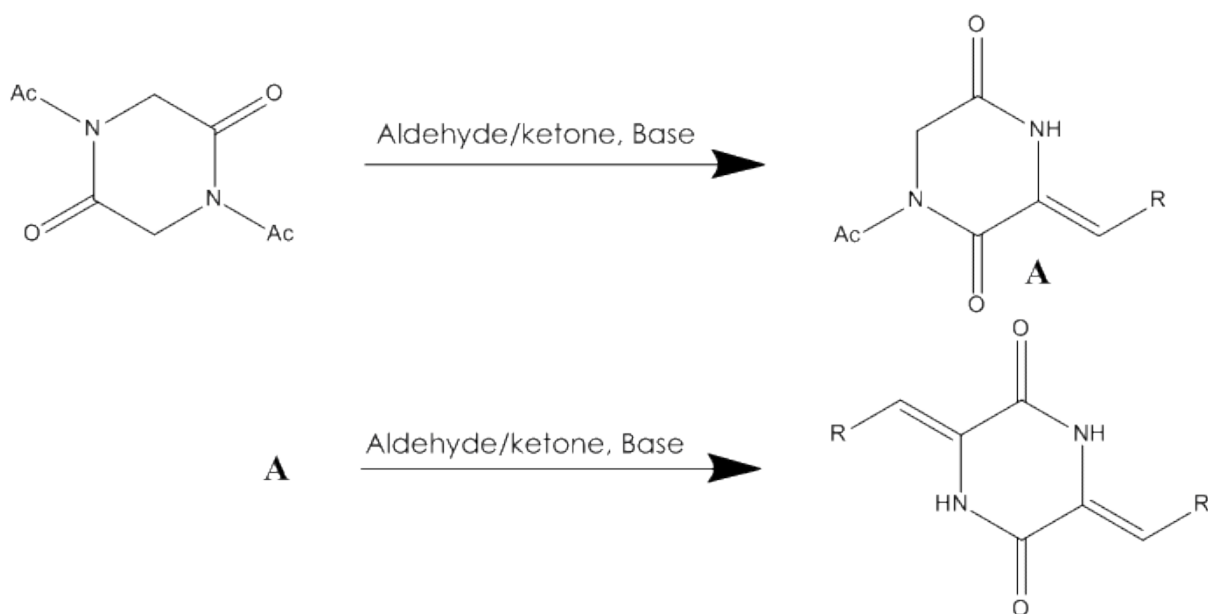 O
Ac
O
N
NH
Aldehyde/ketone, Base
N
N
R
O
Ac
Ac
A
O
O
R
NH
Aldehyde/ketone, Base
A
HN
R
O